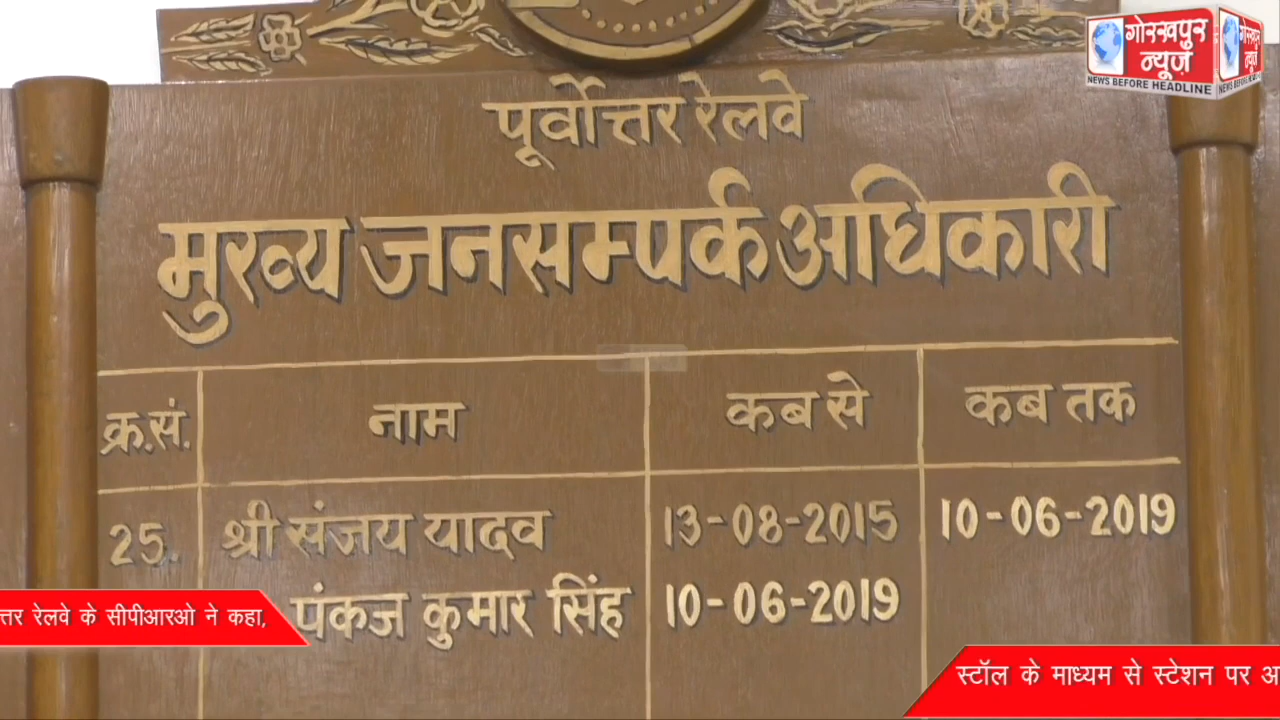 गोरखपुर
न्यूज़
NEWS BEFORE HEADLINE
पूर्वोत्तर रेलवे
मुख्य जनसम्पर्क अधिकारी
क्र.सं. नाम कब से कब तक
25. श्री संजय यादव 13-08-2015 10-06-2019
पंकज कुमार सिंह 10-06-2019
त्तर रेलवे के सीपीआरओ ने कहा,
स्टॉल के माध्यम से स्टेशन पर अ